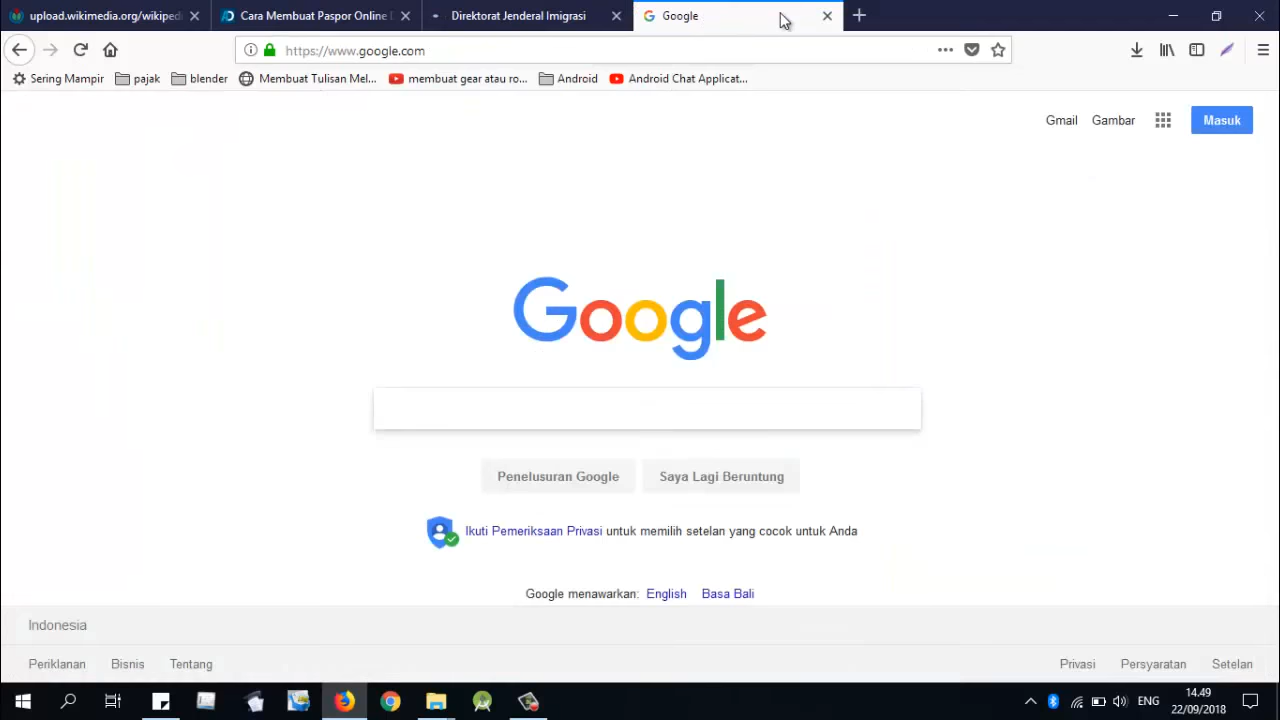 upload.wikimedia.org/wikiped
Cara Membuat Paspor Online D
Direktorat Jenderal Imigrasi
Google
https://www.google.com
Sering Mampir
pajak
blender
Membuat Tulisan Mel...
membuat gear atau ro...
Android
Android Chat Applicat...
Gmail
Gambar
Masuk
Google
Penelusuran Google
Saya Lagi Beruntung
Ikuti Pemeriksaan Privasi untuk memilih setelan yang cocok untuk Anda
Google menawarkan: English Basa Bali
Indonesia
Periklanan
Bisnis
Tentang
Privasi
Persyaratan
Setelan
ENG
14.49
22/09/2018